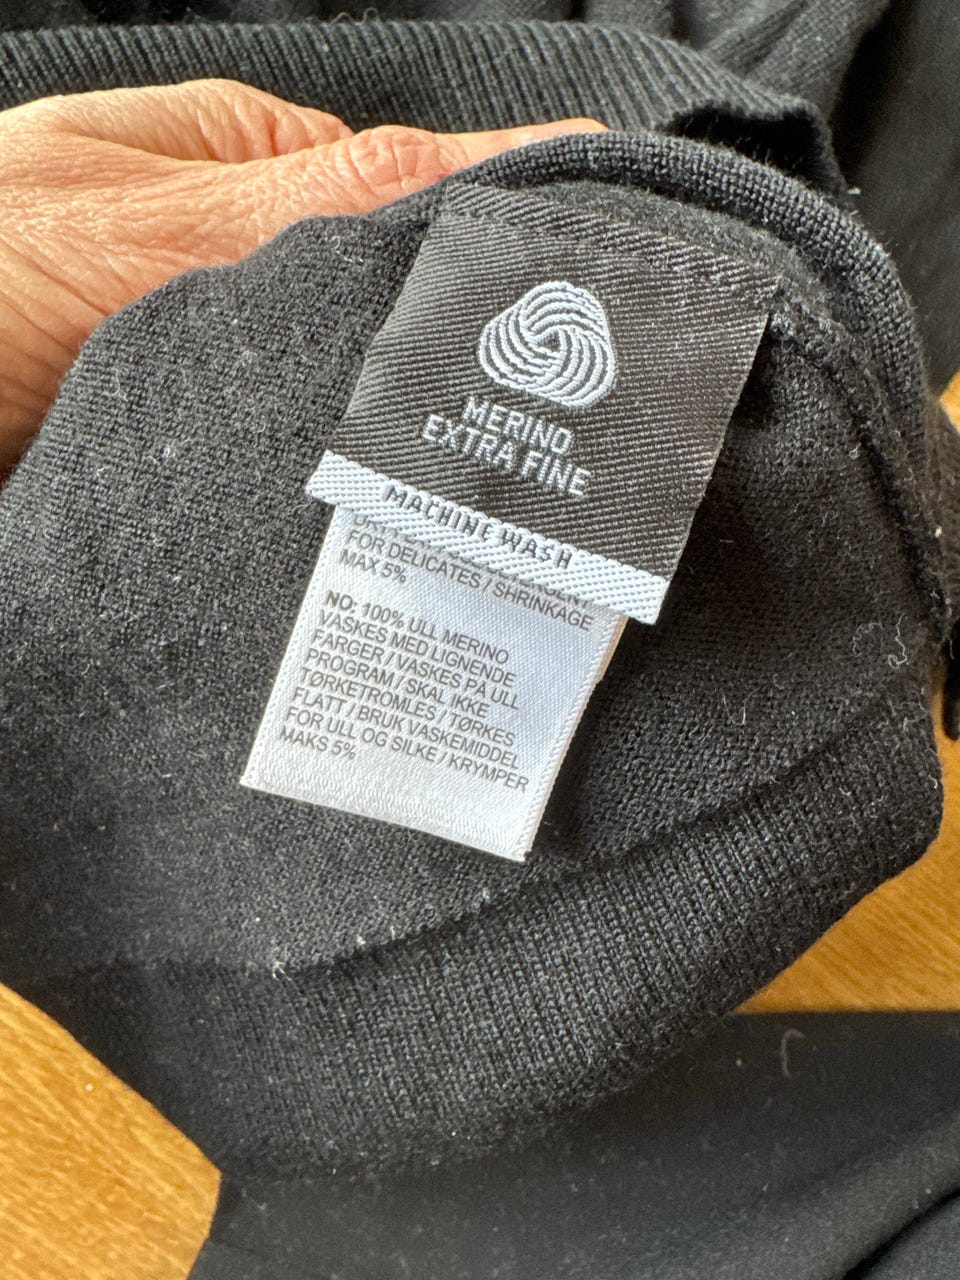 MERINO
EXTRA FINE
MACHINE WASH
FOR DELICATES / SHRINKAGE
MAX 5%
NO: 100% ULL MERINO
VASKES MED LIGNENDE
FARGER / VASKES PÅ ULL
PROGRAM / SKAL IKKE
TØRKETROMLES / TØRKES
FLATT / BRUK VASKEMIDDEL
FOR ULL OG SILKE / KRYMPER
MAKS 5%